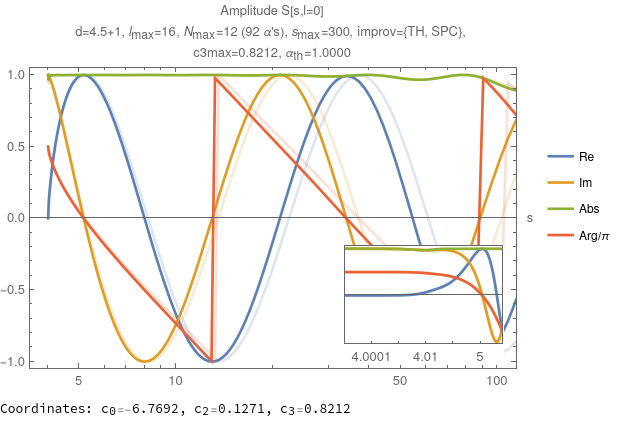 Amplitude S[s,l=0]
d=4.5+1, lmax=16, Nmax=12 (92 α's), smax=300, improv={TH, SPC},
c3max=0.8212, αth=1.0000
1.0
0.5
0.0
-0.5
-1.0
5
10
50
100
s
4.0001
4.01
5
Re
Im
Abs
Arg/π
Coordinates: c0=-6.7692, c2=0.1271, c3=0.8212